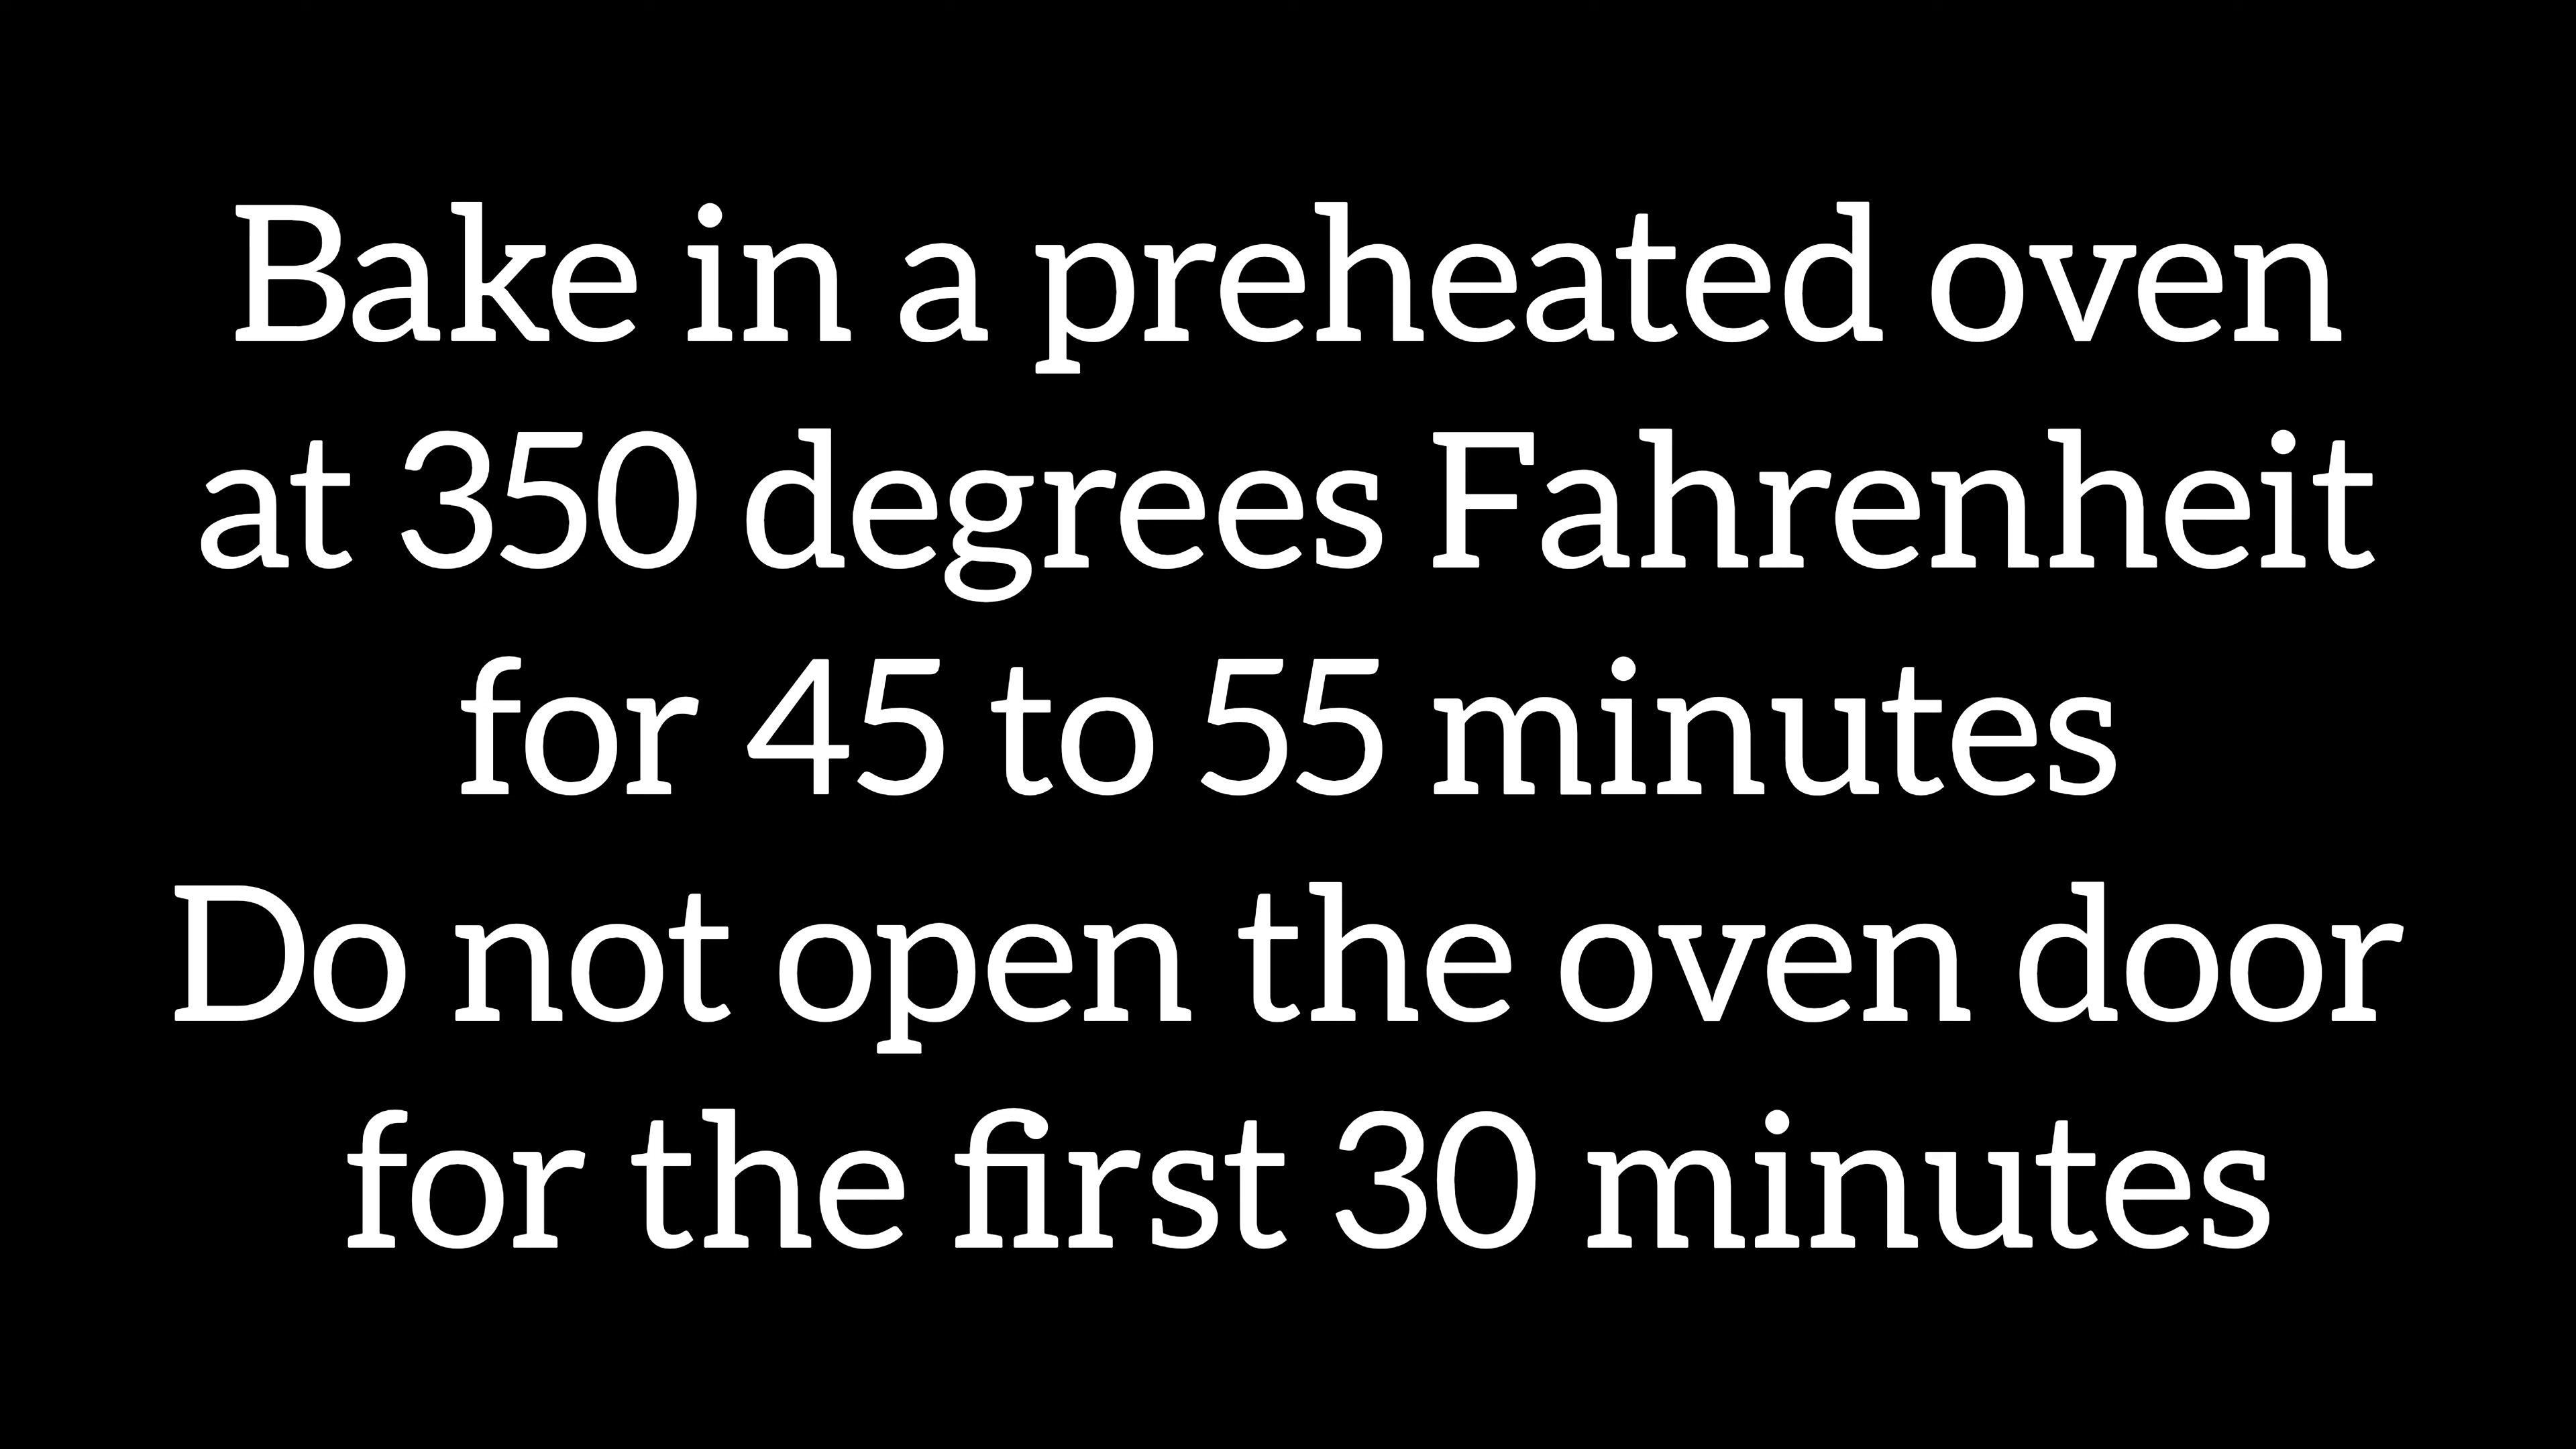 Bake in a preheated oven
at 350 degrees Fahrenheit
for 45 to 55 minutes
Do not open the oven door
for the first 30 minutes